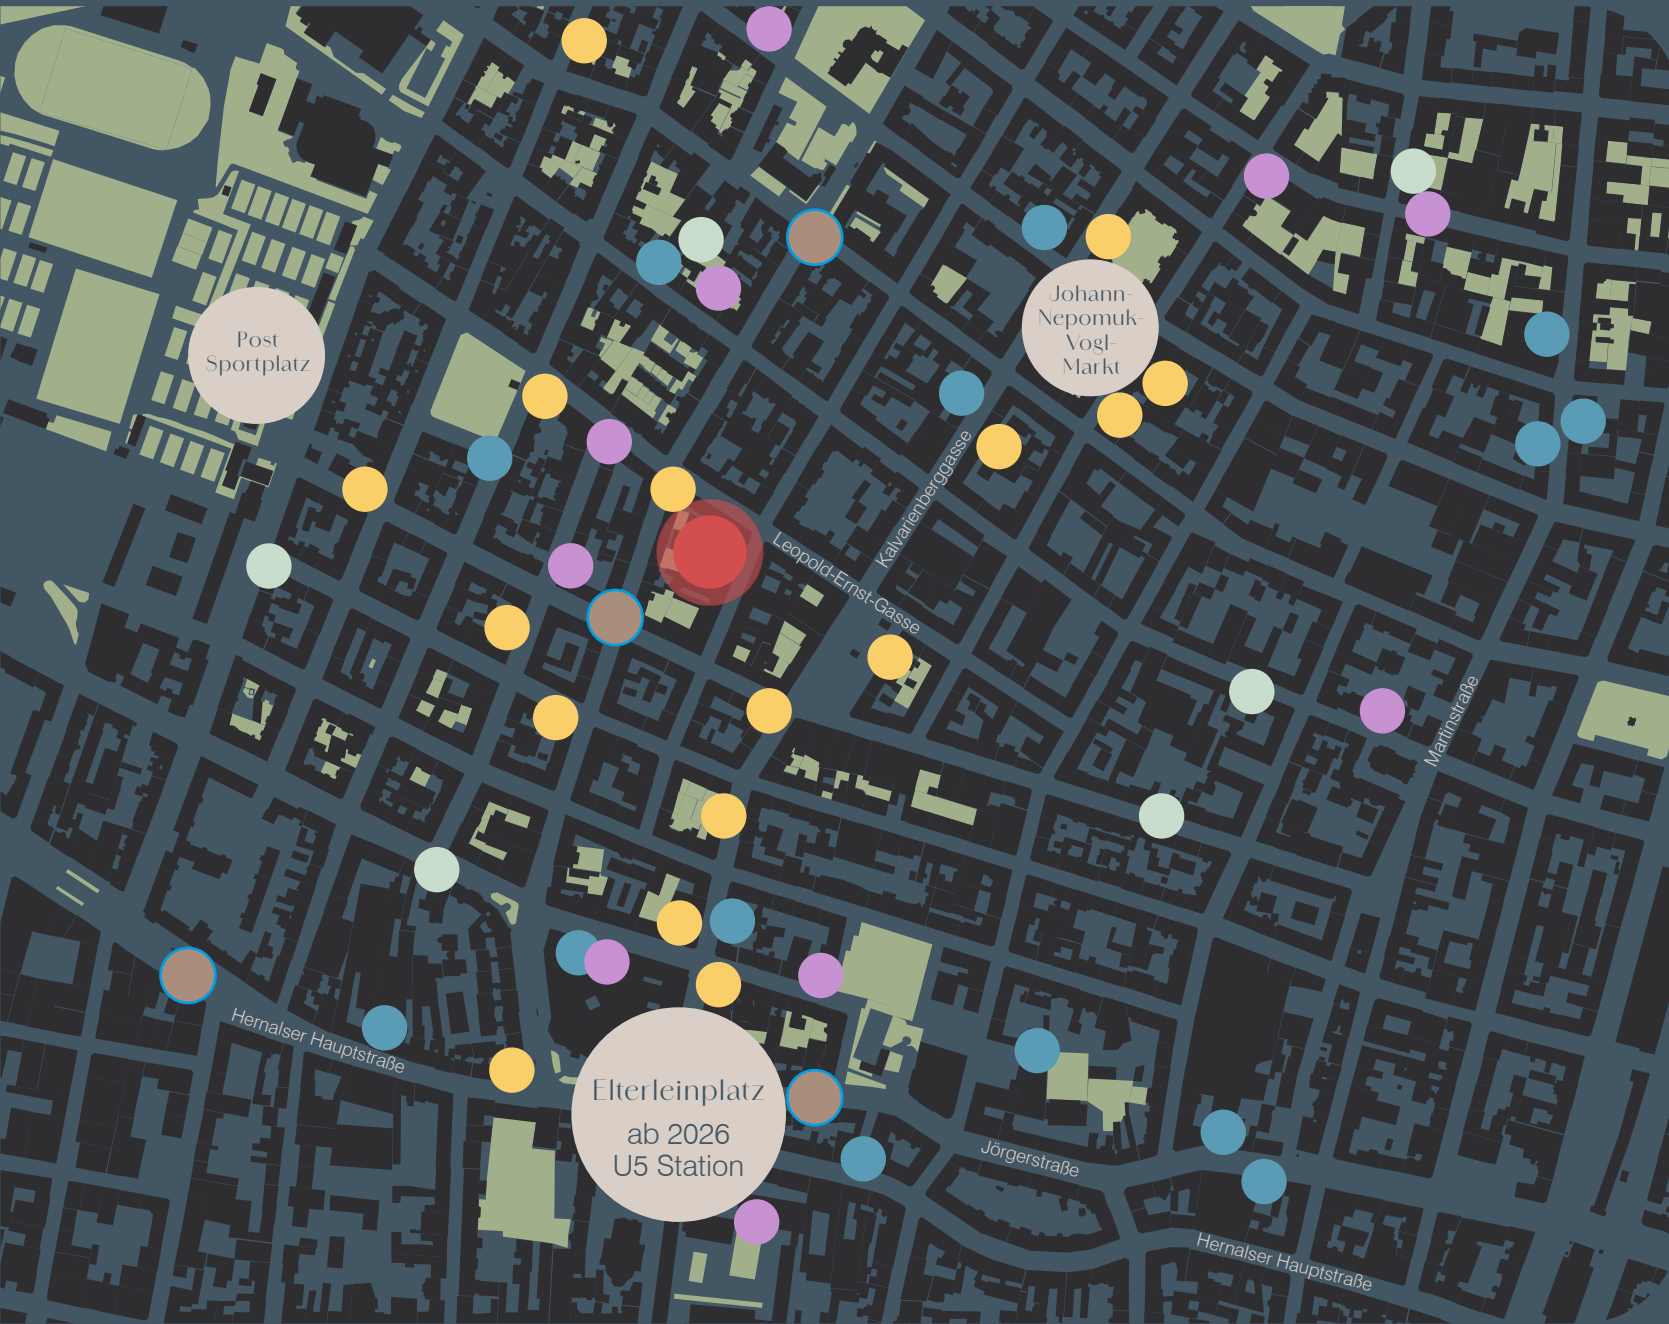 Johann-
Nepomuk-
Vogl-
Markt
Post
Sportplatz
Kalvarienberggasse
Leopold-Ernst-Gasse
Martinstraße
Hernalser Hauptstraße
Elterleinplatz
ab 2026
U5 Station
Jörgerstraße
Hernalser Hauptstraße